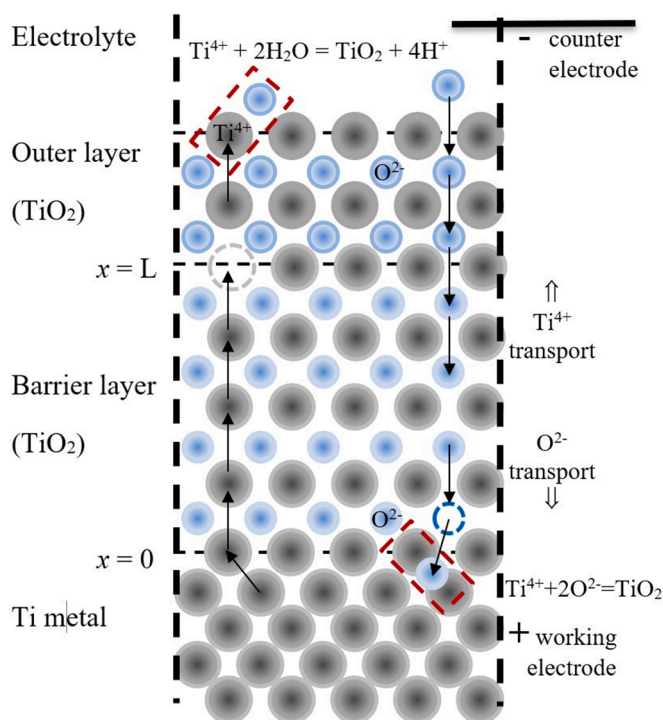 Electrolyte
Ti⁴⁺ + 2H₂O = TiO₂ + 4H⁺
- counter
electrode
Ti⁴⁺
Outer layer
O²⁻
(TiO₂)
x = L
⇑
Ti⁴⁺
transport
Barrier layer
(TiO₂)
O²⁻
transport
⇓
O²⁻
x = 0
Ti⁴⁺+2O²⁻=TiO₂
Ti metal
+ working
electrode